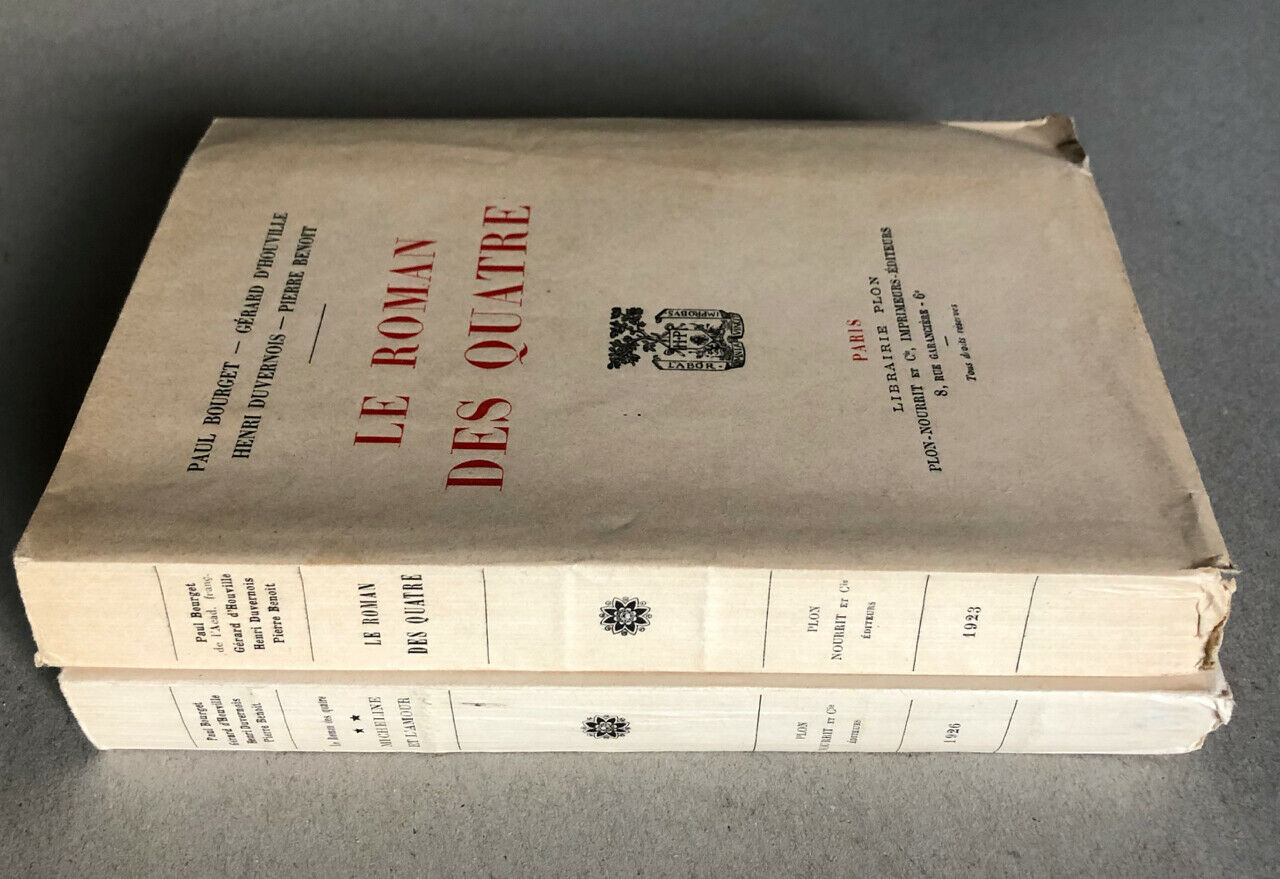 PAUL BOURGET — GÉRARD D'HOUVILLE
HENRI DUVERNOIS — PIERRE BENOIT
LE ROMAN
DES QUATRE
LABOR
IMPROBVS
PARIS
LIBRAIRIE PLON
PLON-NOURRIT ET Cie, IMPRIMEURS-ÉDITEURS
8, RUE GARANCIÈRE - 6e
Tous droits réservés
Paul Bourget
de l'Acad. franç.
Gérard d'Houville
Henri Duvernois
Pierre Benoit
LE ROMAN
DES QUATRE
PLON
NOURRIT ET Cie
ÉDITEURS
1923
Paul Bourget
Gérard d'Houville
Henri Duvernois
Pierre Benoit
Le Roman des quatre
★★
MICHELINE
ET L'AMOUR
PLON
NOURRIT ET Cie
ÉDITEURS
1926